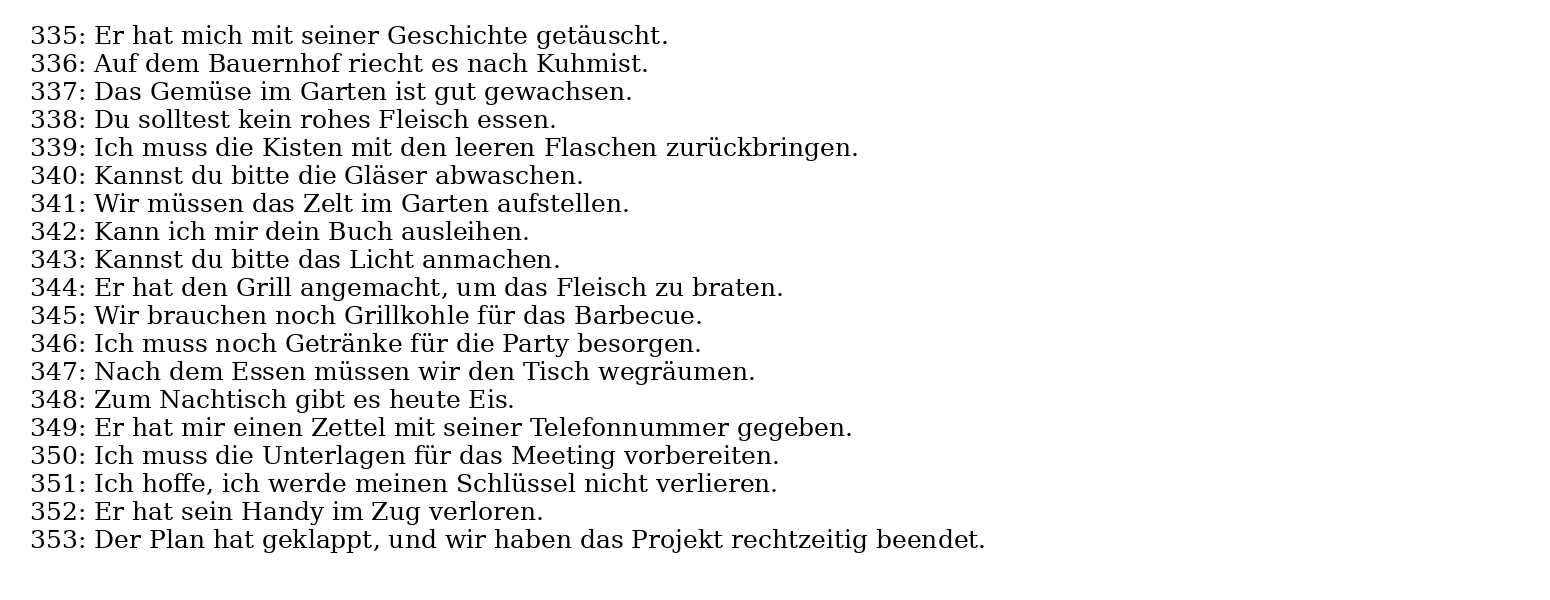 335: Er hat mich mit seiner Geschichte getäuscht.
336: Auf dem Bauernhof riecht es nach Kuhmist.
337: Das Gemüse im Garten ist gut gewachsen.
338: Du solltest kein rohes Fleisch essen.
339: Ich muss die Kisten mit den leeren Flaschen zurückbringen.
340: Kannst du bitte die Gläser abwaschen.
341: Wir müssen das Zelt im Garten aufstellen.
342: Kann ich mir dein Buch ausleihen.
343: Kannst du bitte das Licht anmachen.
344: Er hat den Grill angemacht, um das Fleisch zu braten.
345: Wir brauchen noch Grillkohle für das Barbecue.
346: Ich muss noch Getränke für die Party besorgen.
347: Nach dem Essen müssen wir den Tisch wegräumen.
348: Zum Nachtisch gibt es heute Eis.
349: Er hat mir einen Zettel mit seiner Telefonnummer gegeben.
350: Ich muss die Unterlagen für das Meeting vorbereiten.
351: Ich hoffe, ich werde meinen Schlüssel nicht verlieren.
352: Er hat sein Handy im Zug verloren.
353: Der Plan hat geklappt, und wir haben das Projekt rechtzeitig beendet.